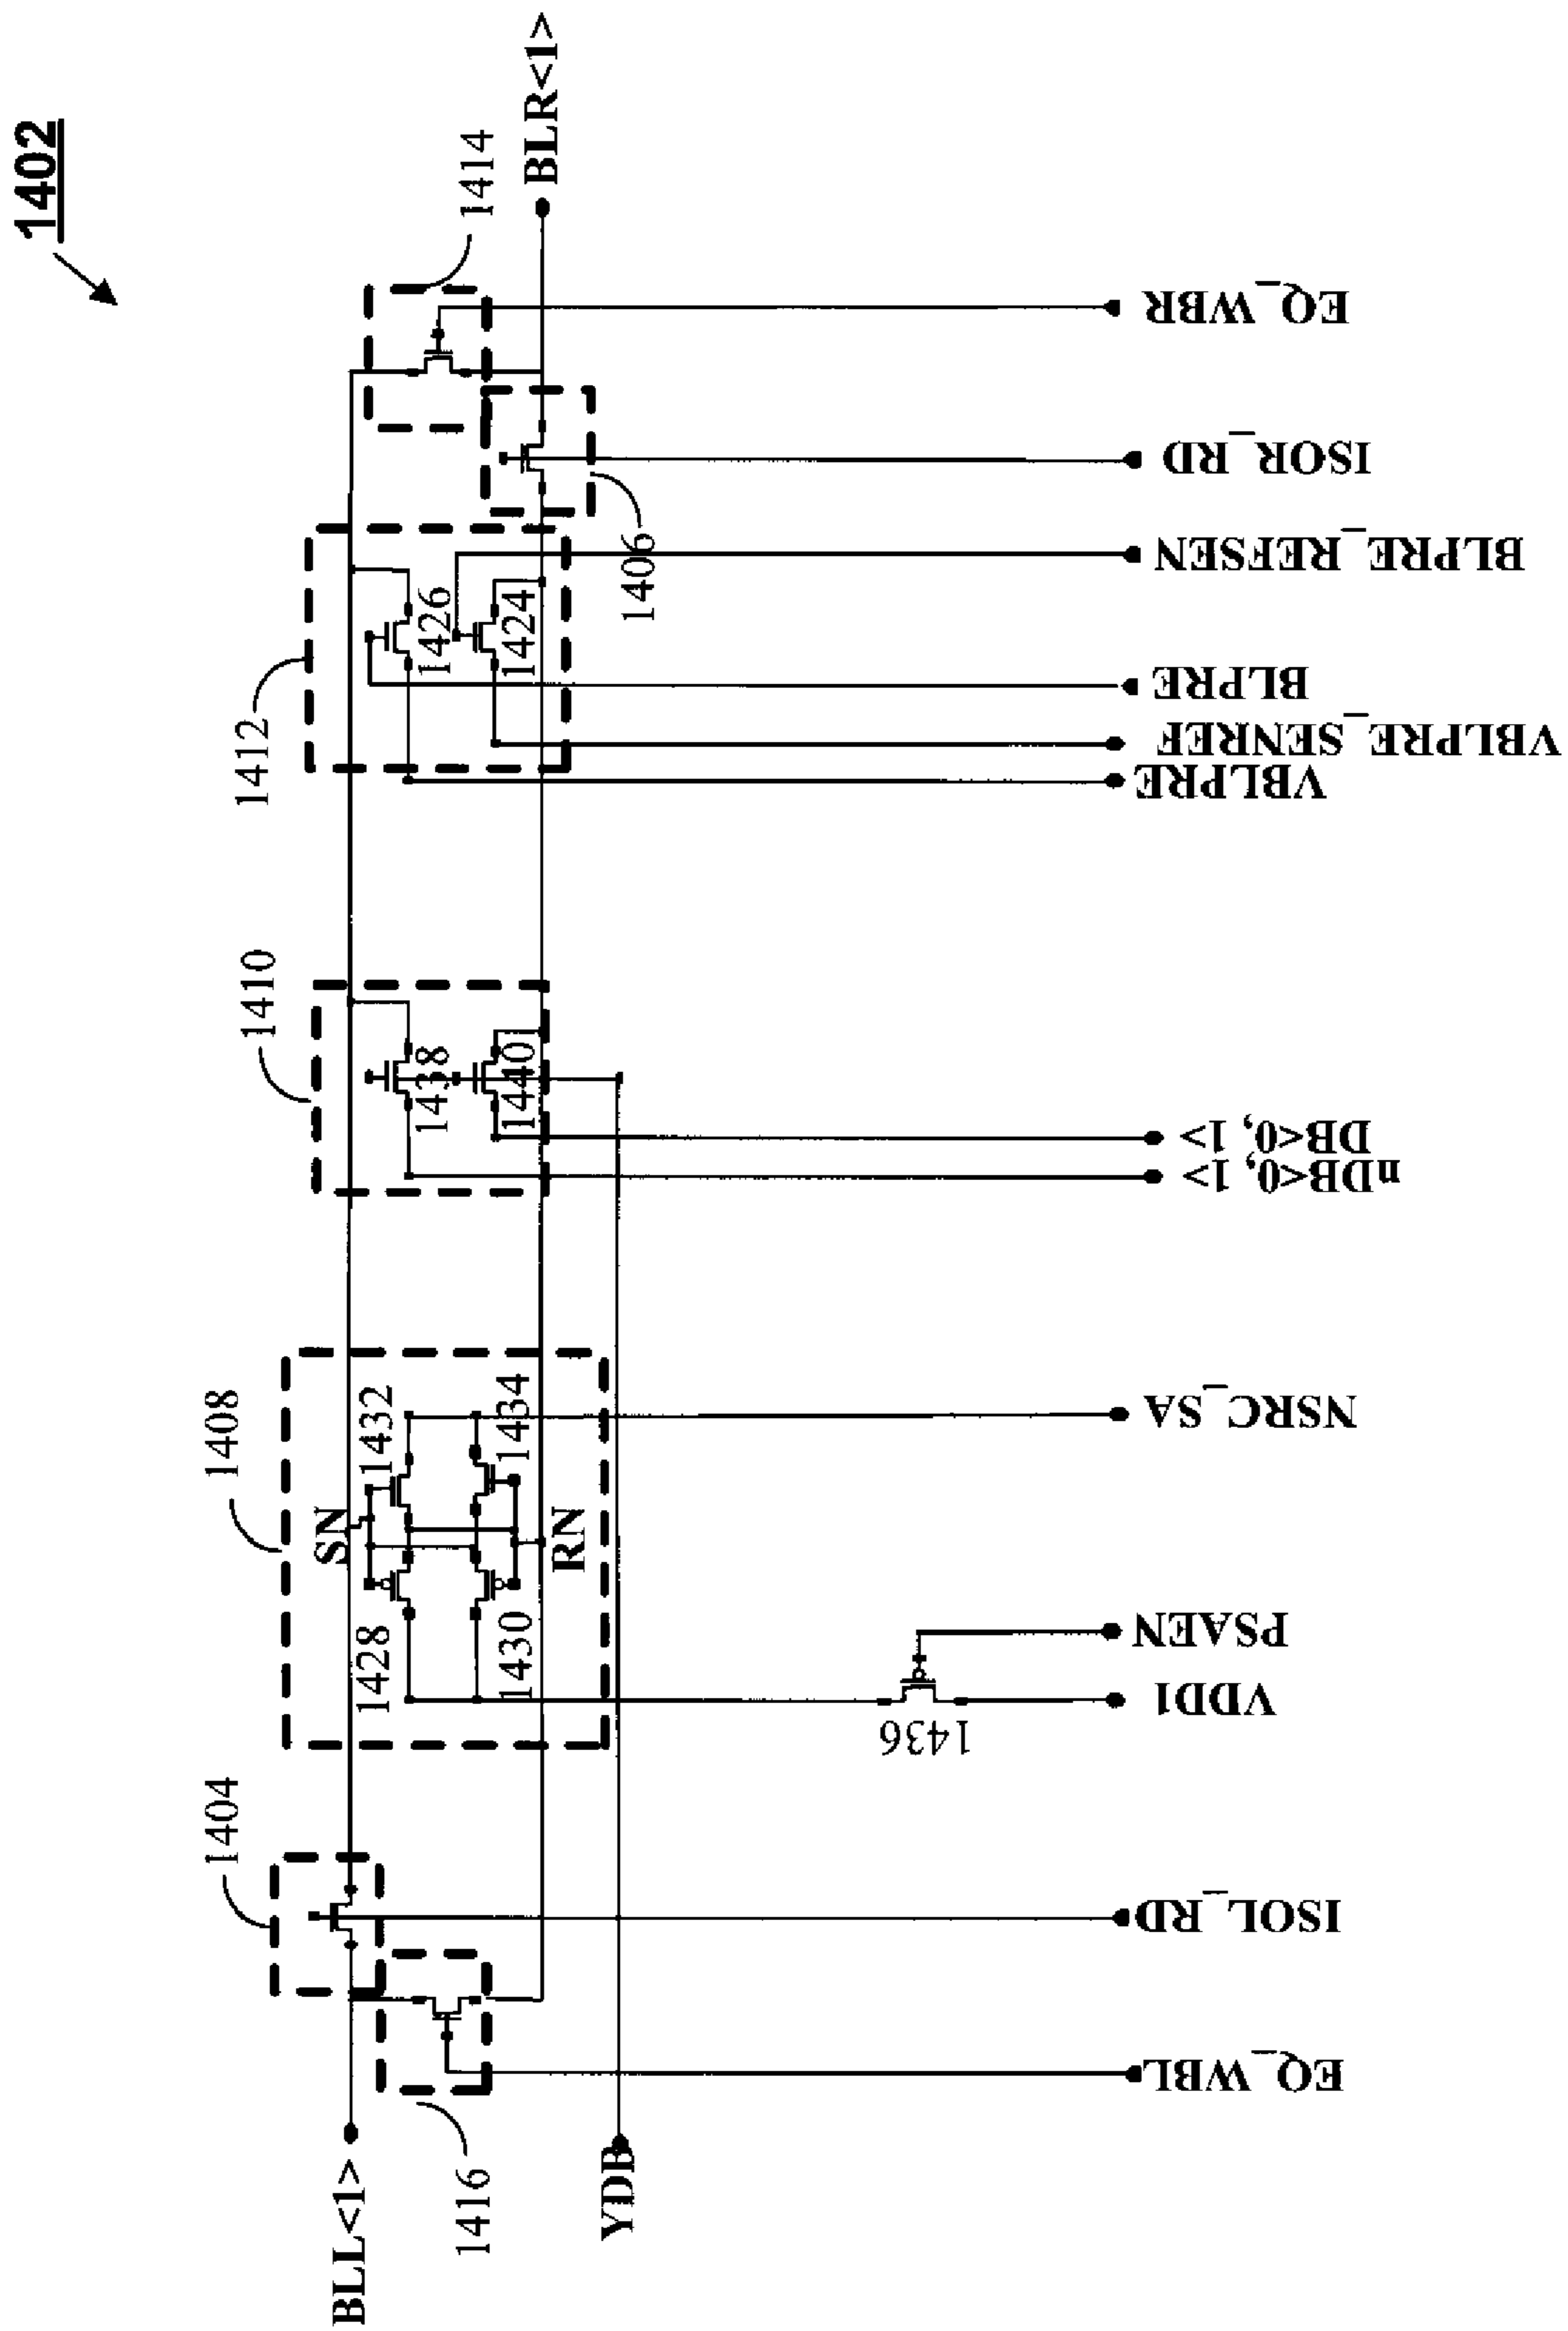 1402
BLR<1>
1414
EQ_WBR
ISOR_RD
1406
BLPRE_REFSEN
1426
1424
1412
BLPRE
VBLPRE_SENREF
VBLPRE
1410
1438
1440
DB<0, 1>
nDB<0, 1>
1408
1432
1434
NSRC_SA
SN
RN
1428
1430
PSAEN
VDD1
1436
1404
ISOL_RD
EQ_WBL
1416
BLL<1>
YDB